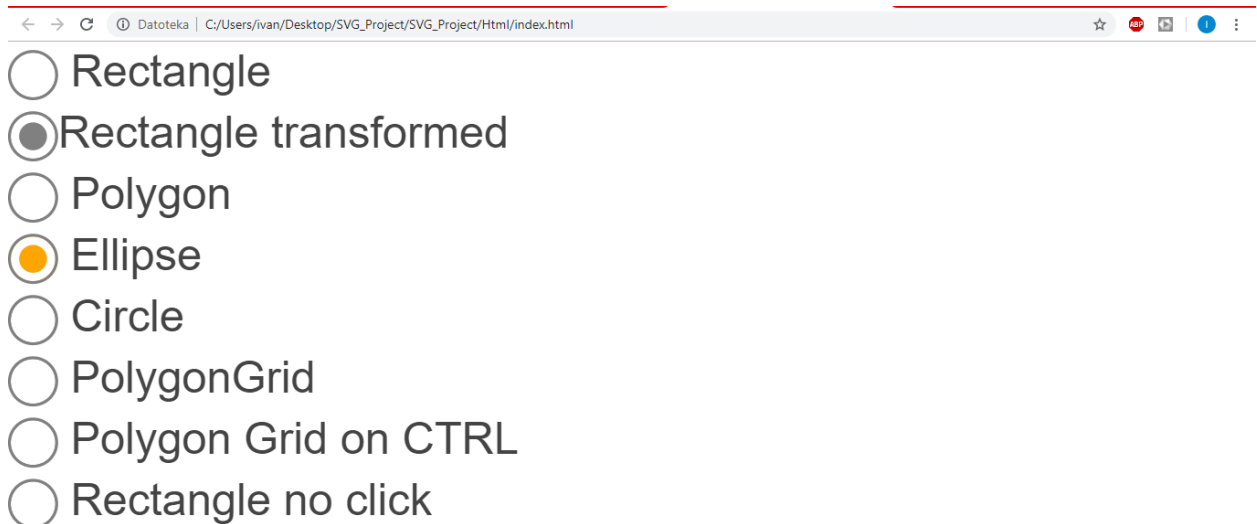 Datoteka | C:/Users/ivan/Desktop/SVG_Project/SVG_Project/Html/index.html
ABP
I
Rectangle
Rectangle transformed
Polygon
Ellipse
Circle
PolygonGrid
Polygon Grid on CTRL
Rectangle no click